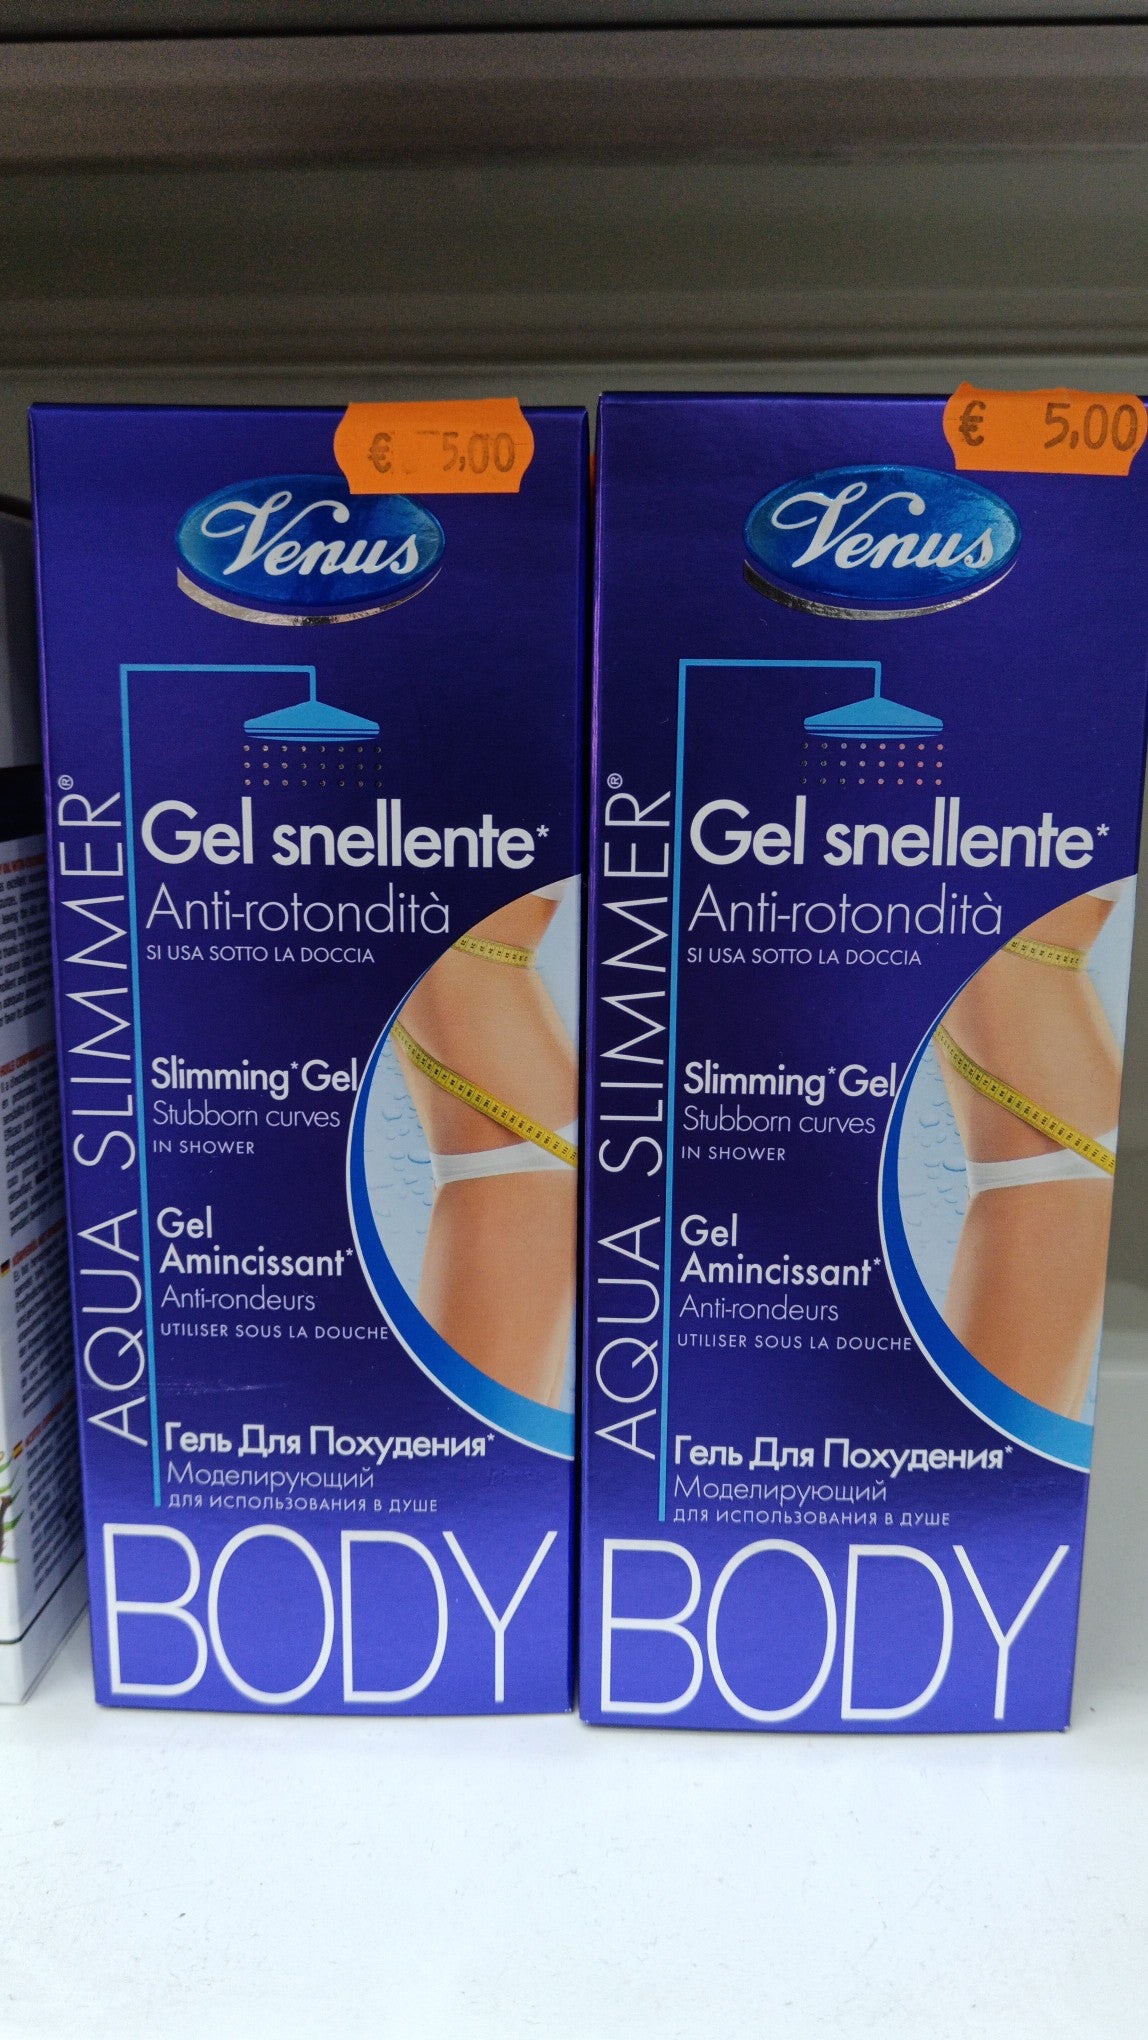 € 5,00
Venus
AQUA SLIMMER®
Gel snellente*
Anti-rotondità
SI USA SOTTO LA DOCCIA
Slimming* Gel
Stubborn curves
IN SHOWER
Gel
Amincissant*
Anti-rondeurs
UTILISER SOUS LA DOUCHE
Гель Для Похудения*
Моделирующий
ДЛЯ ИСПОЛЬЗОВАНИЯ В ДУШЕ
BODY
€ 5,00
Venus
AQUA SLIMMER®
Gel snellente*
Anti-rotondità
SI USA SOTTO LA DOCCIA
Slimming* Gel
Stubborn curves
IN SHOWER
Gel
Amincissant*
Anti-rondeurs
UTILISER SOUS LA DOUCHE
Гель Для Похудения*
Моделирующий
ДЛЯ ИСПОЛЬЗОВАНИЯ В ДУШЕ
BODY